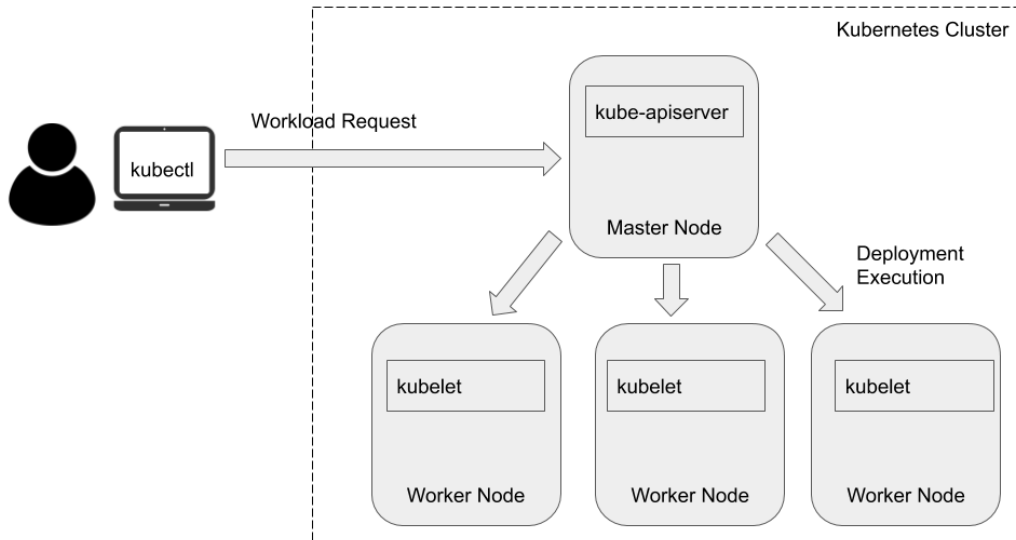 Kubernetes Cluster
kube-apiserver
Workload Request
kubectl
Master Node
Deployment
Execution
kubelet
kubelet
kubelet
Worker Node
Worker Node
Worker Node